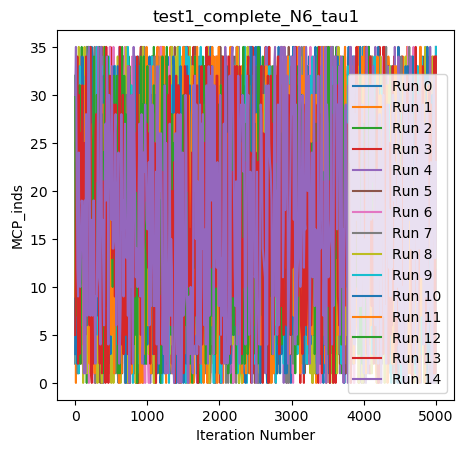 test1_complete_N6_tau1
35
30
25
20
15
10
5
0
MCP_inds
0
1000
2000
3000
4000
5000
Iteration Number
Run 0
Run 1
Run 2
Run 3
Run 4
Run 5
Run 6
Run 7
Run 8
Run 9
Run 10
Run 11
Run 12
Run 13
Run 14